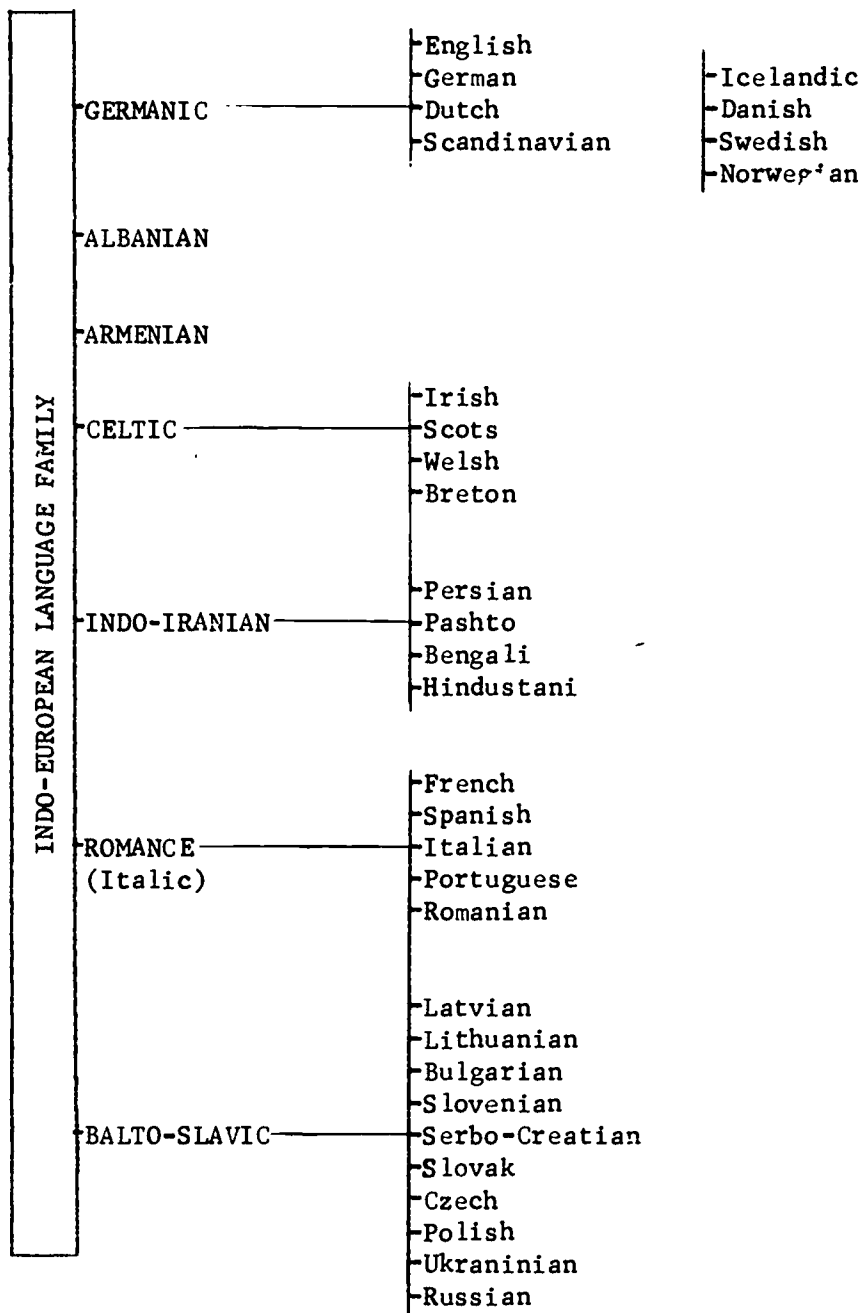 INDO-EUROPEAN LANGUAGE FAMILY
GERMANIC
English
German
Dutch
Scandinavian
Icelandic
Danish
Swedish
Norwegian
ALBANIAN
ARMENIAN
CELTIC
Irish
Scots
Welsh
Breton
INDO-IRANIAN
Persian
Pashto
Bengali
Hindustani
ROMANCE
(Italic)
French
Spanish
Italian
Portuguese
Romanian
BALTO-SLAVIC
Latvian
Lithuanian
Bulgarian
Slovenian
Serbo-Creatian
Slovak
Czech
Polish
Ukraninian
Russian